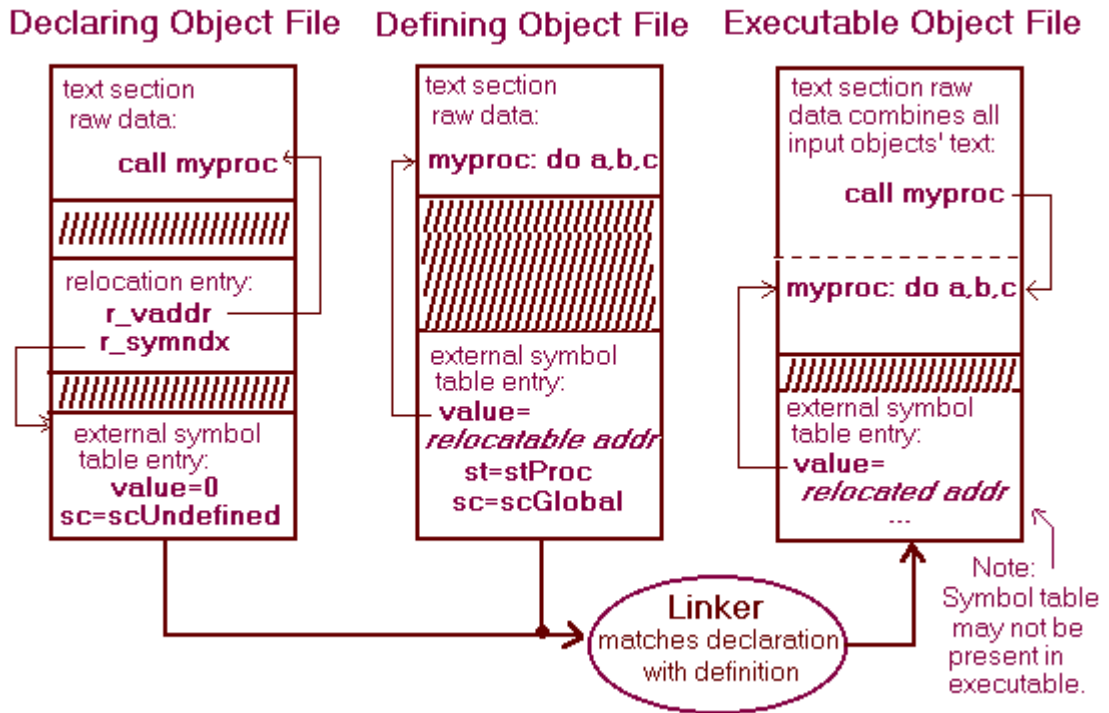 Declaring Object File
text section
raw data:
call myproc
relocation entry:
r_vaddr
r_symndx
external symbol
table entry:
value=0
sc=scUndefined
Defining Object File
text section
raw data:
myproc: do a,b,c
external symbol
table entry:
value=
relocatable addr
st=stProc
sc=scGlobal
Executable Object File
text section raw
data combines all
input objects' text:
call myproc
myproc: do a,b,c
external symbol
table entry:
value=
relocated addr
...
Note:
Symbol table
may not be
present in
executable.
Linker
matches declaration
with definition